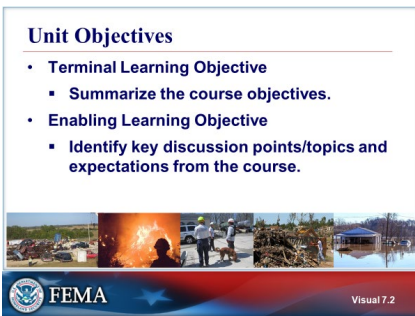 Unit Objectives
• Terminal Learning Objective
▪ Summarize the course objectives.
• Enabling Learning Objective
▪ Identify key discussion points/topics and
expectations from the course.
FEMA
Visual 7.2